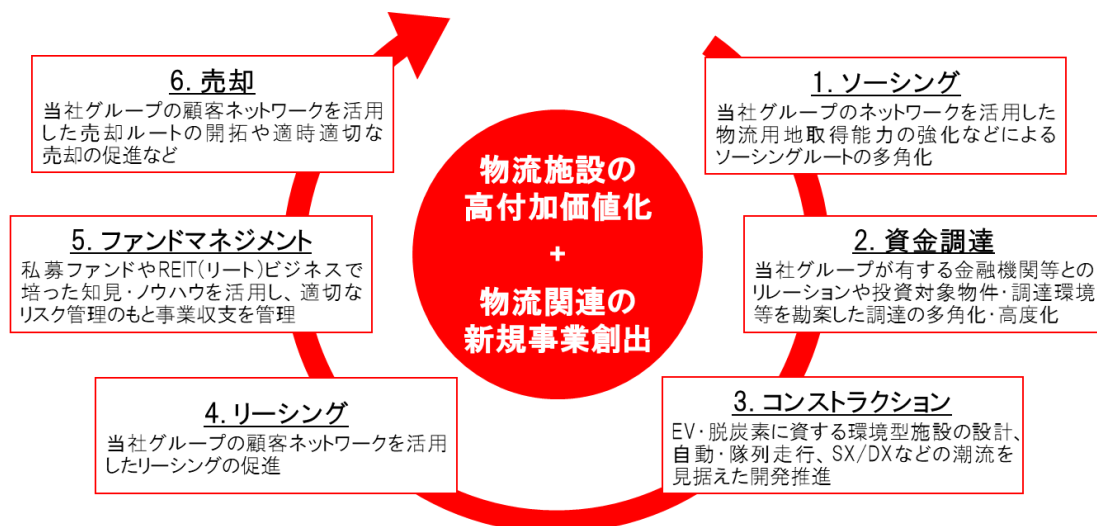 1. ソーシング
当社グループのネットワークを活用した
物流用地取得能力の強化などによる
ソーシングルートの多角化
2. 資金調達
当社グループが有する金融機関等との
リレーションや投資対象物件・調達環境
等を勘案した調達の多角化・高度化
3. コンストラクション
EV・脱炭素に資する環境型施設の設計、
自動・隊列走行、SX/DXなどの潮流を
見据えた開発推進
4. リーシング
当社グループの顧客ネットワークを活用
したリーシングの促進
5. ファンドマネジメント
私募ファンドやREIT(リート)ビジネスで
培った知見・ノウハウを活用し、適切な
リスク管理のもと事業収支を管理
6. 売却
当社グループの顧客ネットワークを活用
した売却ルートの開拓や適時適切な
売却の促進など
物流施設の
高付加価値化
+
物流関連の
新規事業創出